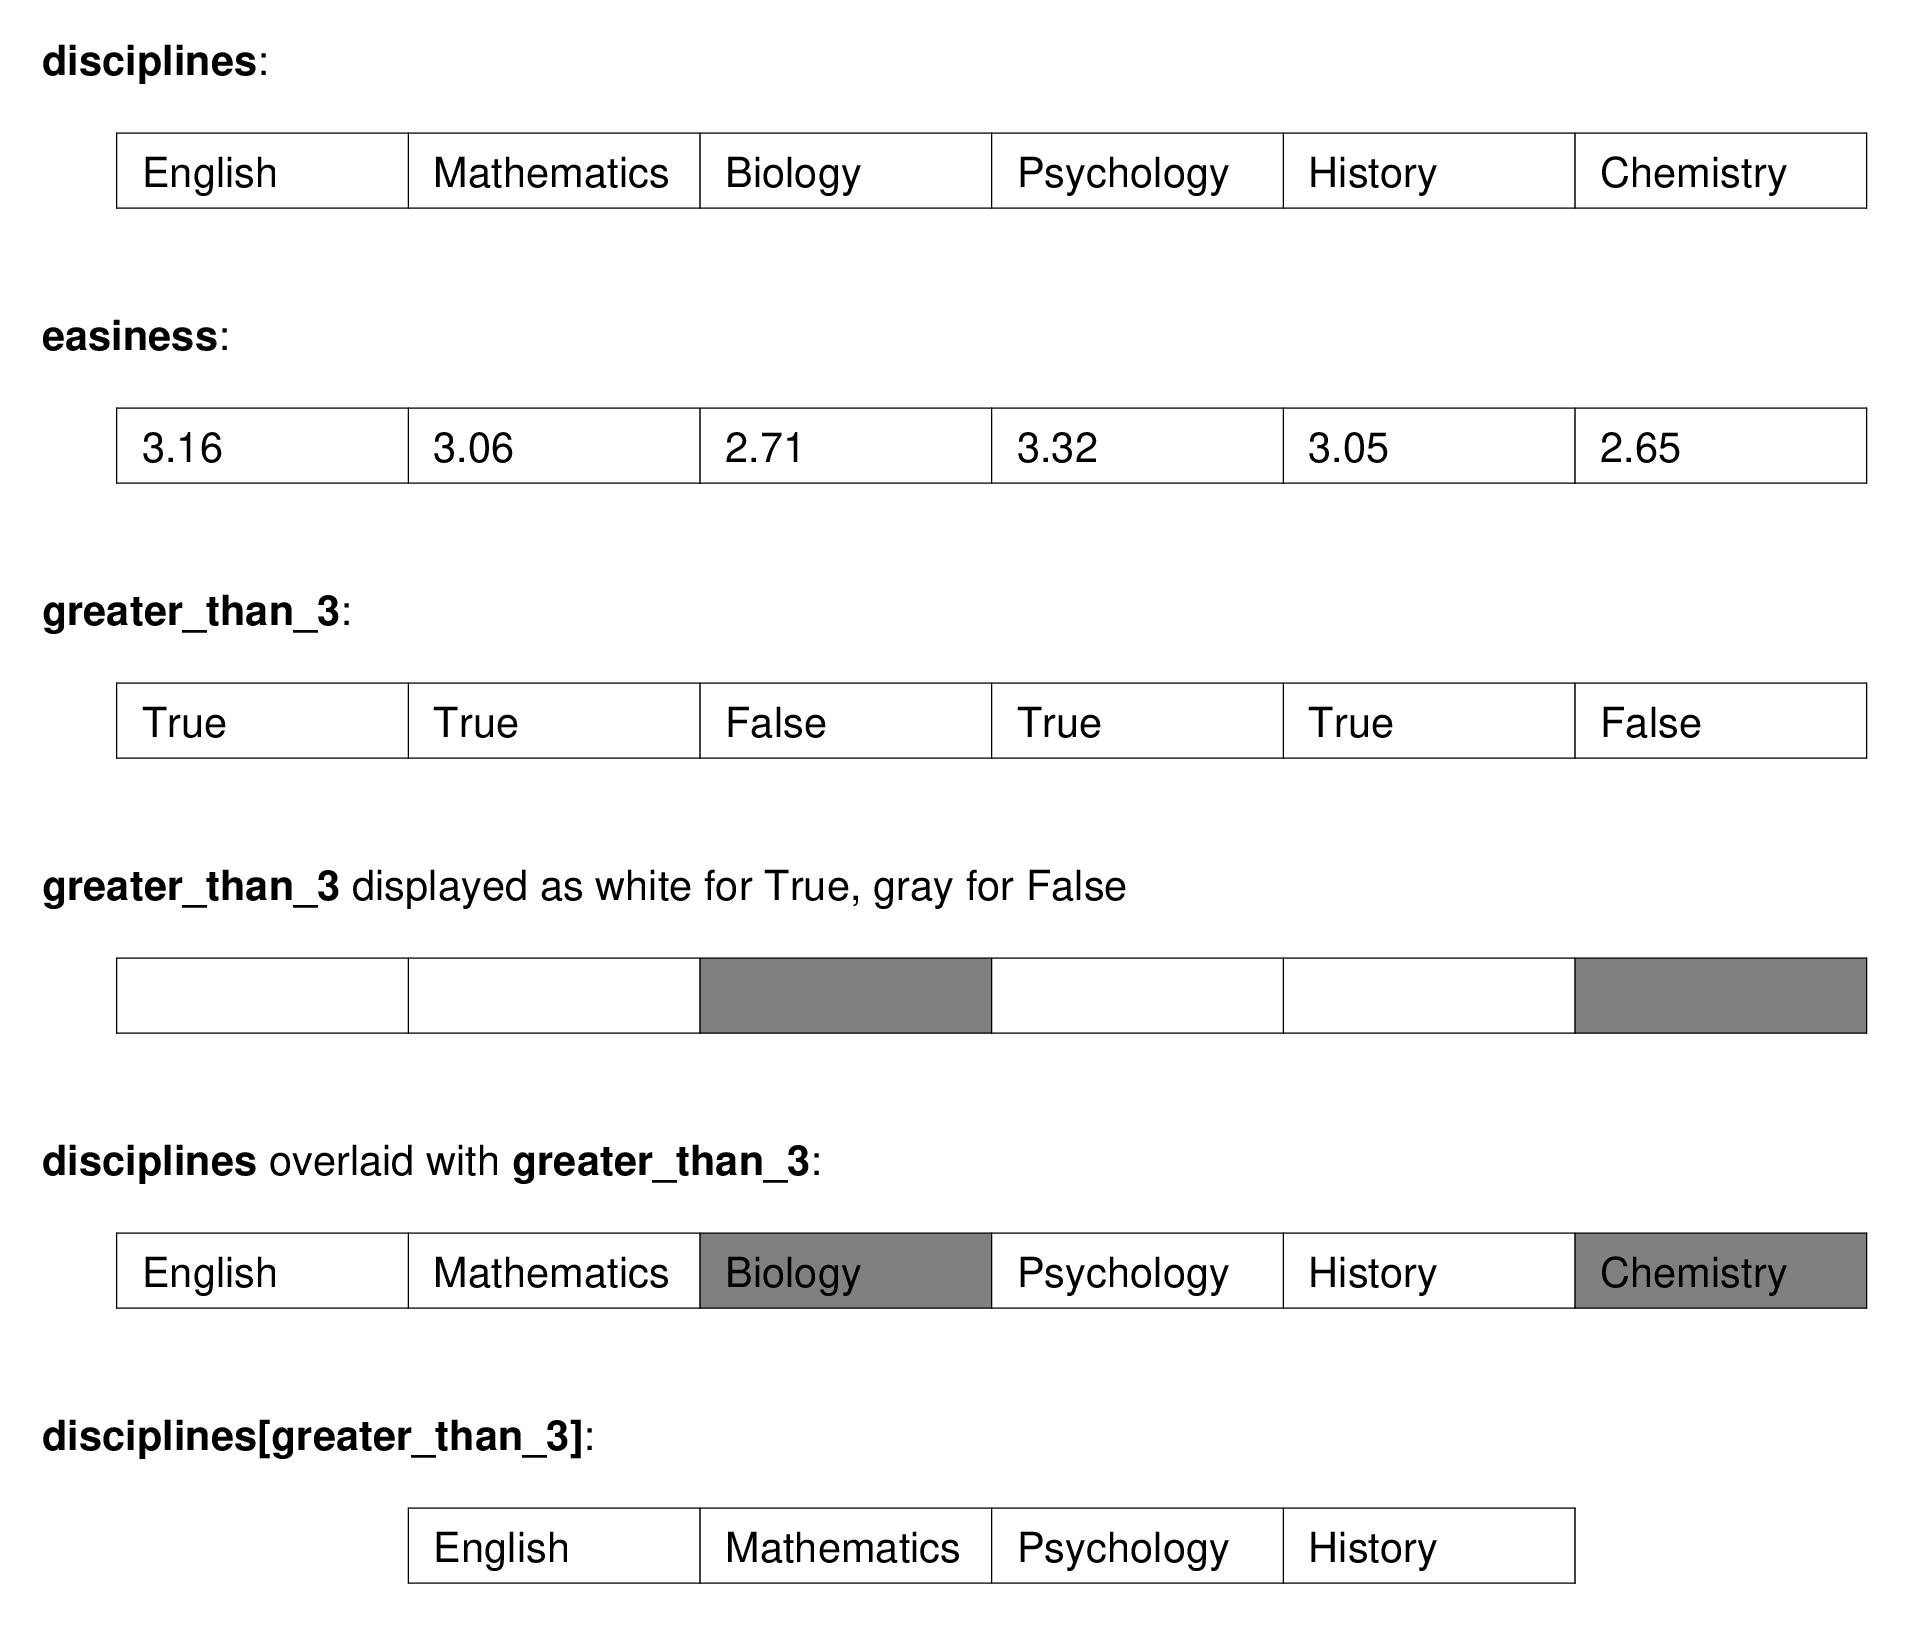 disciplines:
English Mathematics Biology Psychology History Chemistry
easiness:
3.16 3.06 2.71 3.32 3.05 2.65
greater_than_3:
True True False True True False
greater_than_3 displayed as white for True, gray for False
disciplines overlaid with greater_than_3:
English Mathematics Biology Psychology History Chemistry
disciplines[greater_than_3]:
English Mathematics Psychology History